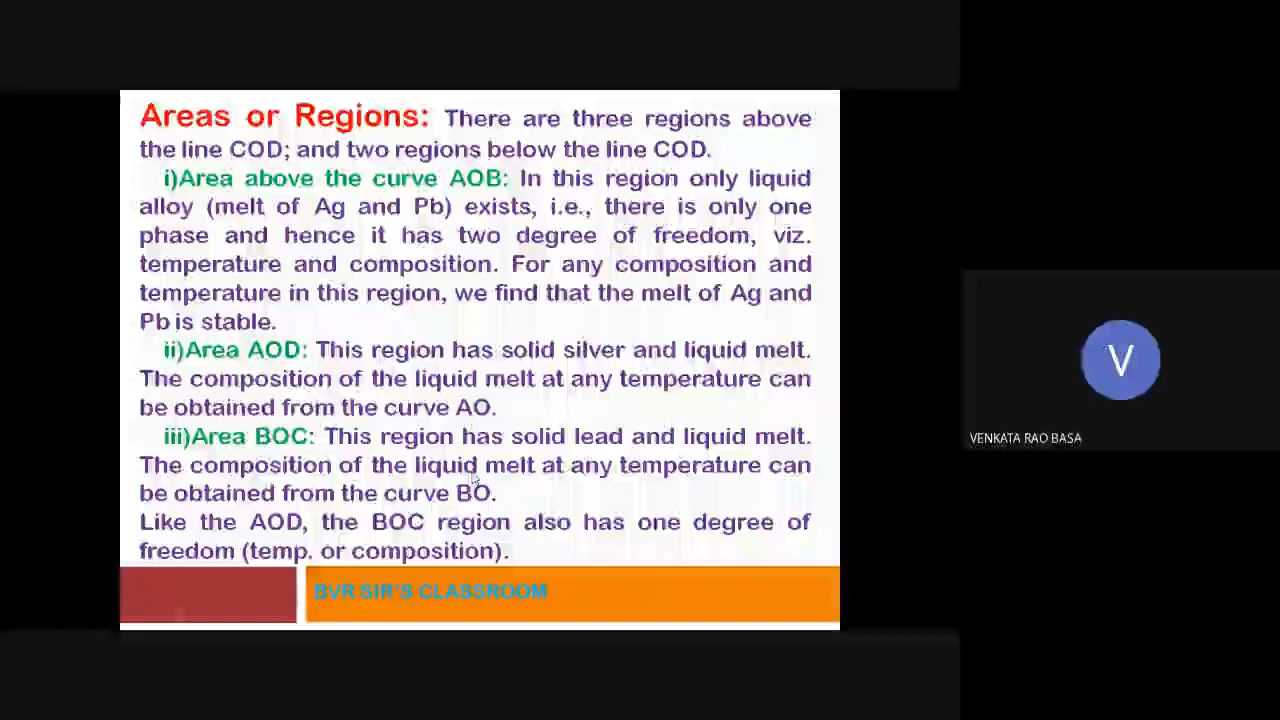 Areas or Regions: There are three regions above
the line COD; and two regions below the line COD.
i)Area above the curve AOB: In this region only liquid
alloy (melt of Ag and Pb) exists, i.e., there is only one
phase and hence it has two degree of freedom, viz.
temperature and composition. For any composition and
temperature in this region, we find that the melt of Ag and
Pb is stable.
ii)Area AOD: This region has solid silver and liquid melt.
The composition of the liquid melt at any temperature can
be obtained from the curve AO.
iii)Area BOC: This region has solid lead and liquid melt.
The composition of the liquid melt at any temperature can
be obtained from the curve BO.
Like the AOD, the BOC region also has one degree of
freedom (temp. or composition).
BVR SIR'S CLASSROOM
V
VENKATA RAO BASA